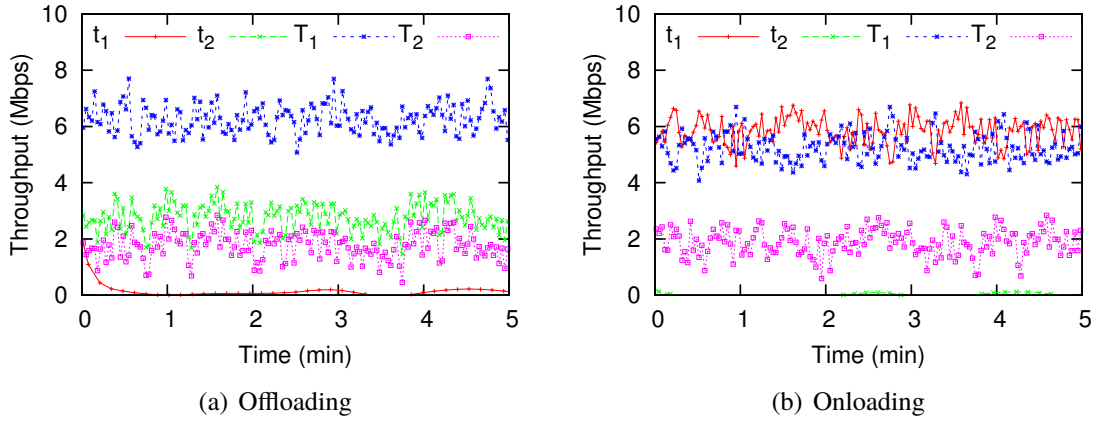 10
8
6
4
2
0
0 1 2 3 4 5
Throughput (Mbps)
Time (min)
t1 t2 T1 T2
(a) Offloading
10
8
6
4
2
0
0 1 2 3 4 5
Throughput (Mbps)
Time (min)
t1 t2 T1 T2
(b) Onloading